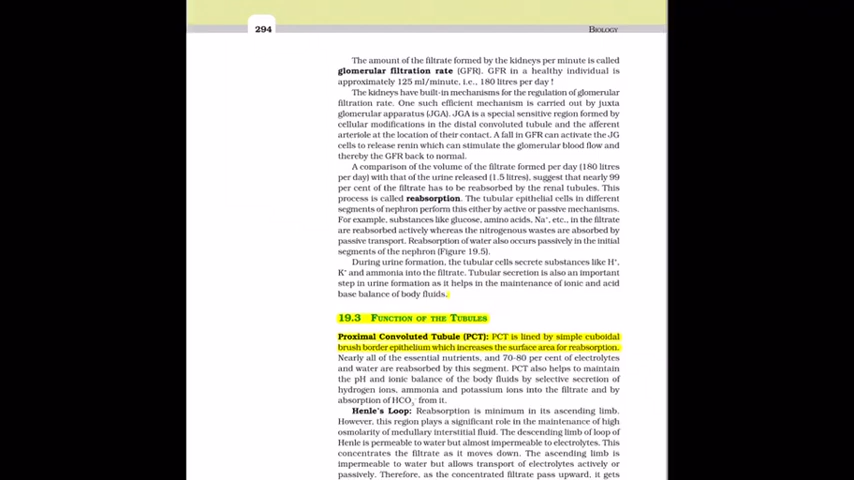 294
BIOLOGY
The amount of the filtrate formed by the kidneys per minute is called
glomerular filtration rate (GFR). GFR in a healthy individual is
approximately 125 ml/minute, i.e., 180 litres per day !
The kidneys have built-in mechanisms for the regulation of glomerular
filtration rate. One such efficient mechanism is carried out by juxta
glomerular apparatus (JGA). JGA is a special sensitive region formed by
cellular modifications in the distal convoluted tubule and the afferent
arteriole at the location of their contact. A fall in GFR can activate the JG
cells to release renin which can stimulate the glomerular blood flow and
thereby the GFR back to normal.
A comparison of the volume of the filtrate formed per day (180 litres
per day) with that of the urine released (1.5 litres), suggest that nearly 99
per cent of the filtrate has to be reabsorbed by the renal tubules. This
process is called reabsorption. The tubular epithelial cells in different
segments of nephron perform this either by active or passive mechanisms.
For example, substances like glucose, amino acids, Na⁺, etc., in the filtrate
are reabsorbed actively whereas the nitrogenous wastes are absorbed by
passive transport. Reabsorption of water also occurs passively in the initial
segments of the nephron (Figure 19.5).
During urine formation, the tubular cells secrete substances like H⁺,
K⁺ and ammonia into the filtrate. Tubular secretion is also an important
step in urine formation as it helps in the maintenance of ionic and acid
base balance of body fluids.
19.3 FUNCTION OF THE TUBULES
Proximal Convoluted Tubule (PCT): PCT is lined by simple cuboidal
brush border epithelium which increases the surface area for reabsorption.
Nearly all of the essential nutrients, and 70-80 per cent of electrolytes
and water are reabsorbed by this segment. PCT also helps to maintain
the pH and ionic balance of the body fluids by selective secretion of
hydrogen ions, ammonia and potassium ions into the filtrate and by
absorption of HCO₃⁻ from it.
Henle's Loop: Reabsorption is minimum in its ascending limb.
However, this region plays a significant role in the maintenance of high
osmolarity of medullary interstitial fluid. The descending limb of loop of
Henle is permeable to water but almost impermeable to electrolytes. This
concentrates the filtrate as it moves down. The ascending limb is
impermeable to water but allows transport of electrolytes actively or
passively. Therefore, as the concentrated filtrate pass upward, it gets